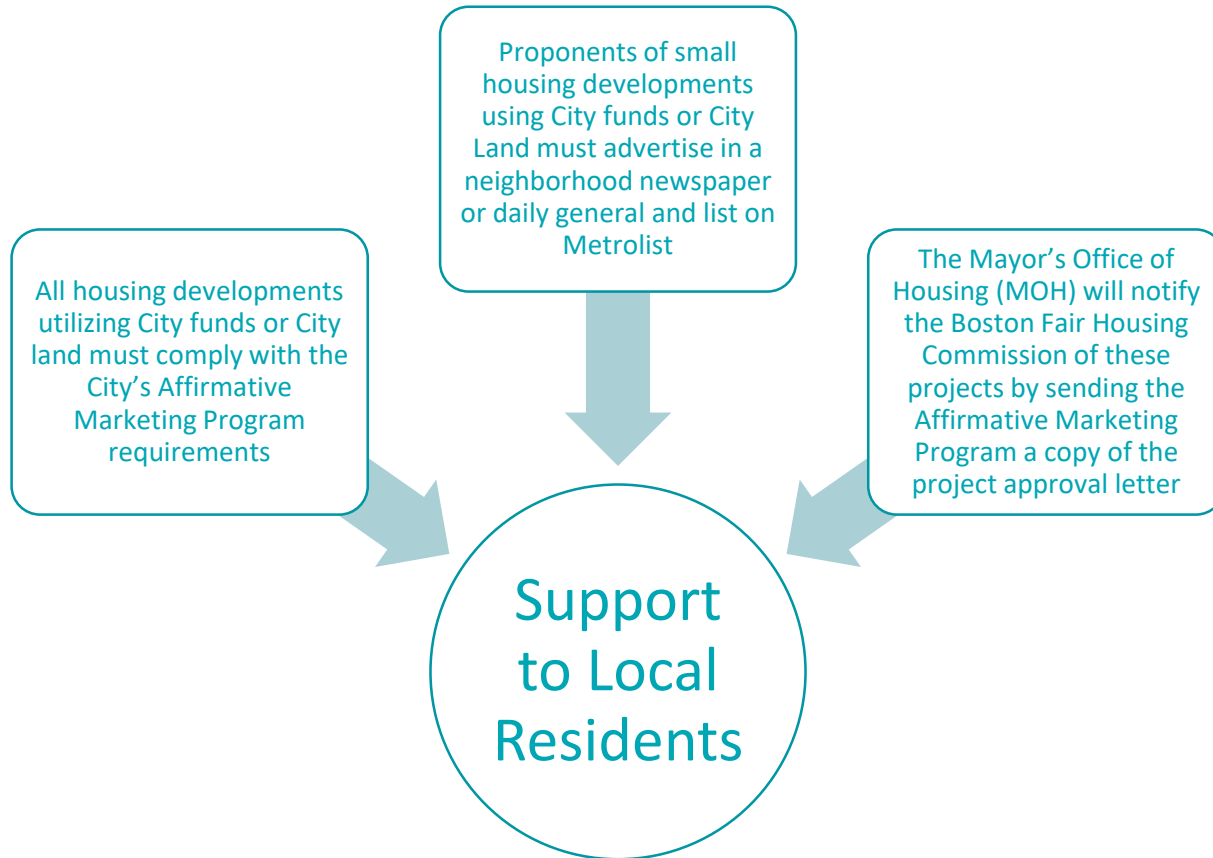 Proponents of small
housing developments
using City funds or City
Land must advertise in a
neighborhood newspaper
or daily general and list on
Metrolist
All housing developments
utilizing City funds or City
land must comply with the
City’s Affirmative
Marketing Program
requirements
The Mayor’s Office of
Housing (MOH) will notify
the Boston Fair Housing
Commission of these
projects by sending the
Affirmative Marketing
Program a copy of the
project approval letter
Support
to Local
Residents